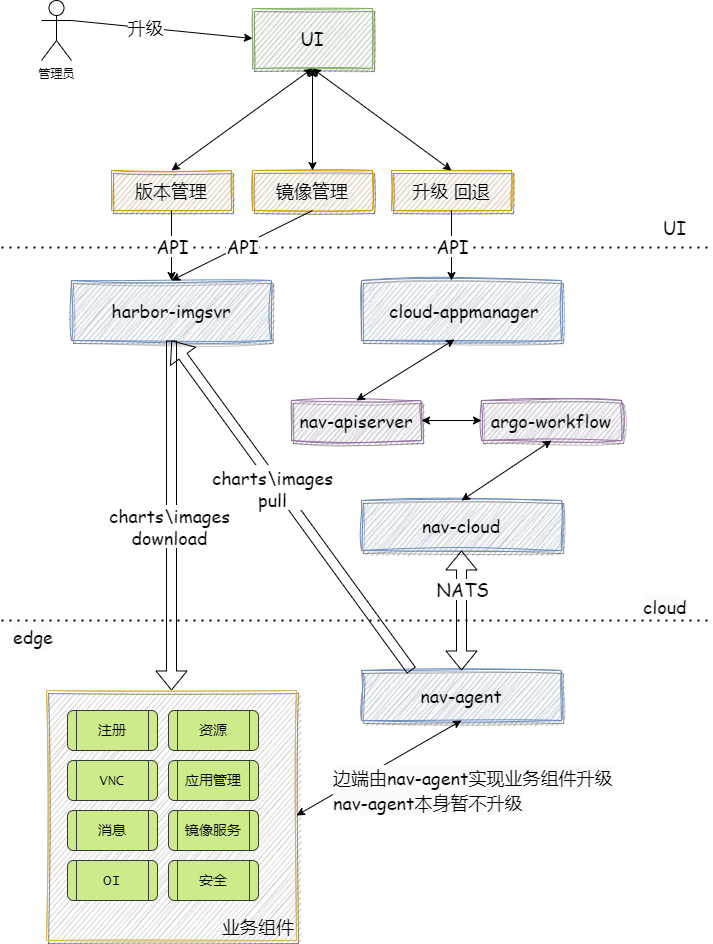 升级
UI
管理员
版本管理
镜像管理
升级 回退
UI
API
API
API
harbor-imgsvr
cloud-appmanager
nav-apiserver
argo-workflow
charts\images
pull
charts\images
download
nav-cloud
NATS
cloud
edge
nav-agent
注册
资源
VNC
应用管理
边端由nav-agent实现业务组件升级
nav-agent本身暂不升级
消息
镜像服务
OI
安全
业务组件